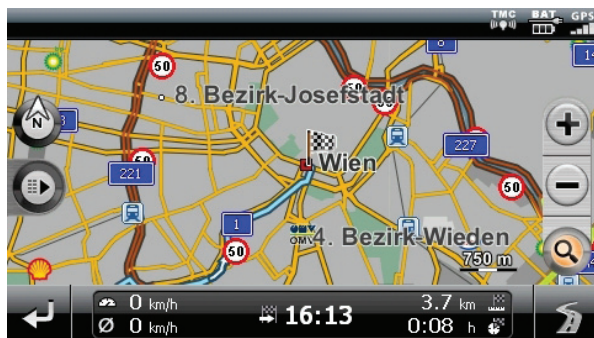 TMC BAT GPS
8
14
50
8. Bezirk-Josefstadt
N
3
50
227
221
Wien
50
1
OMV
4. Bezirk-Wieden
50
750 m
0 km/h
16:13
3.7 km
Ø 0 km/h
0:08 h